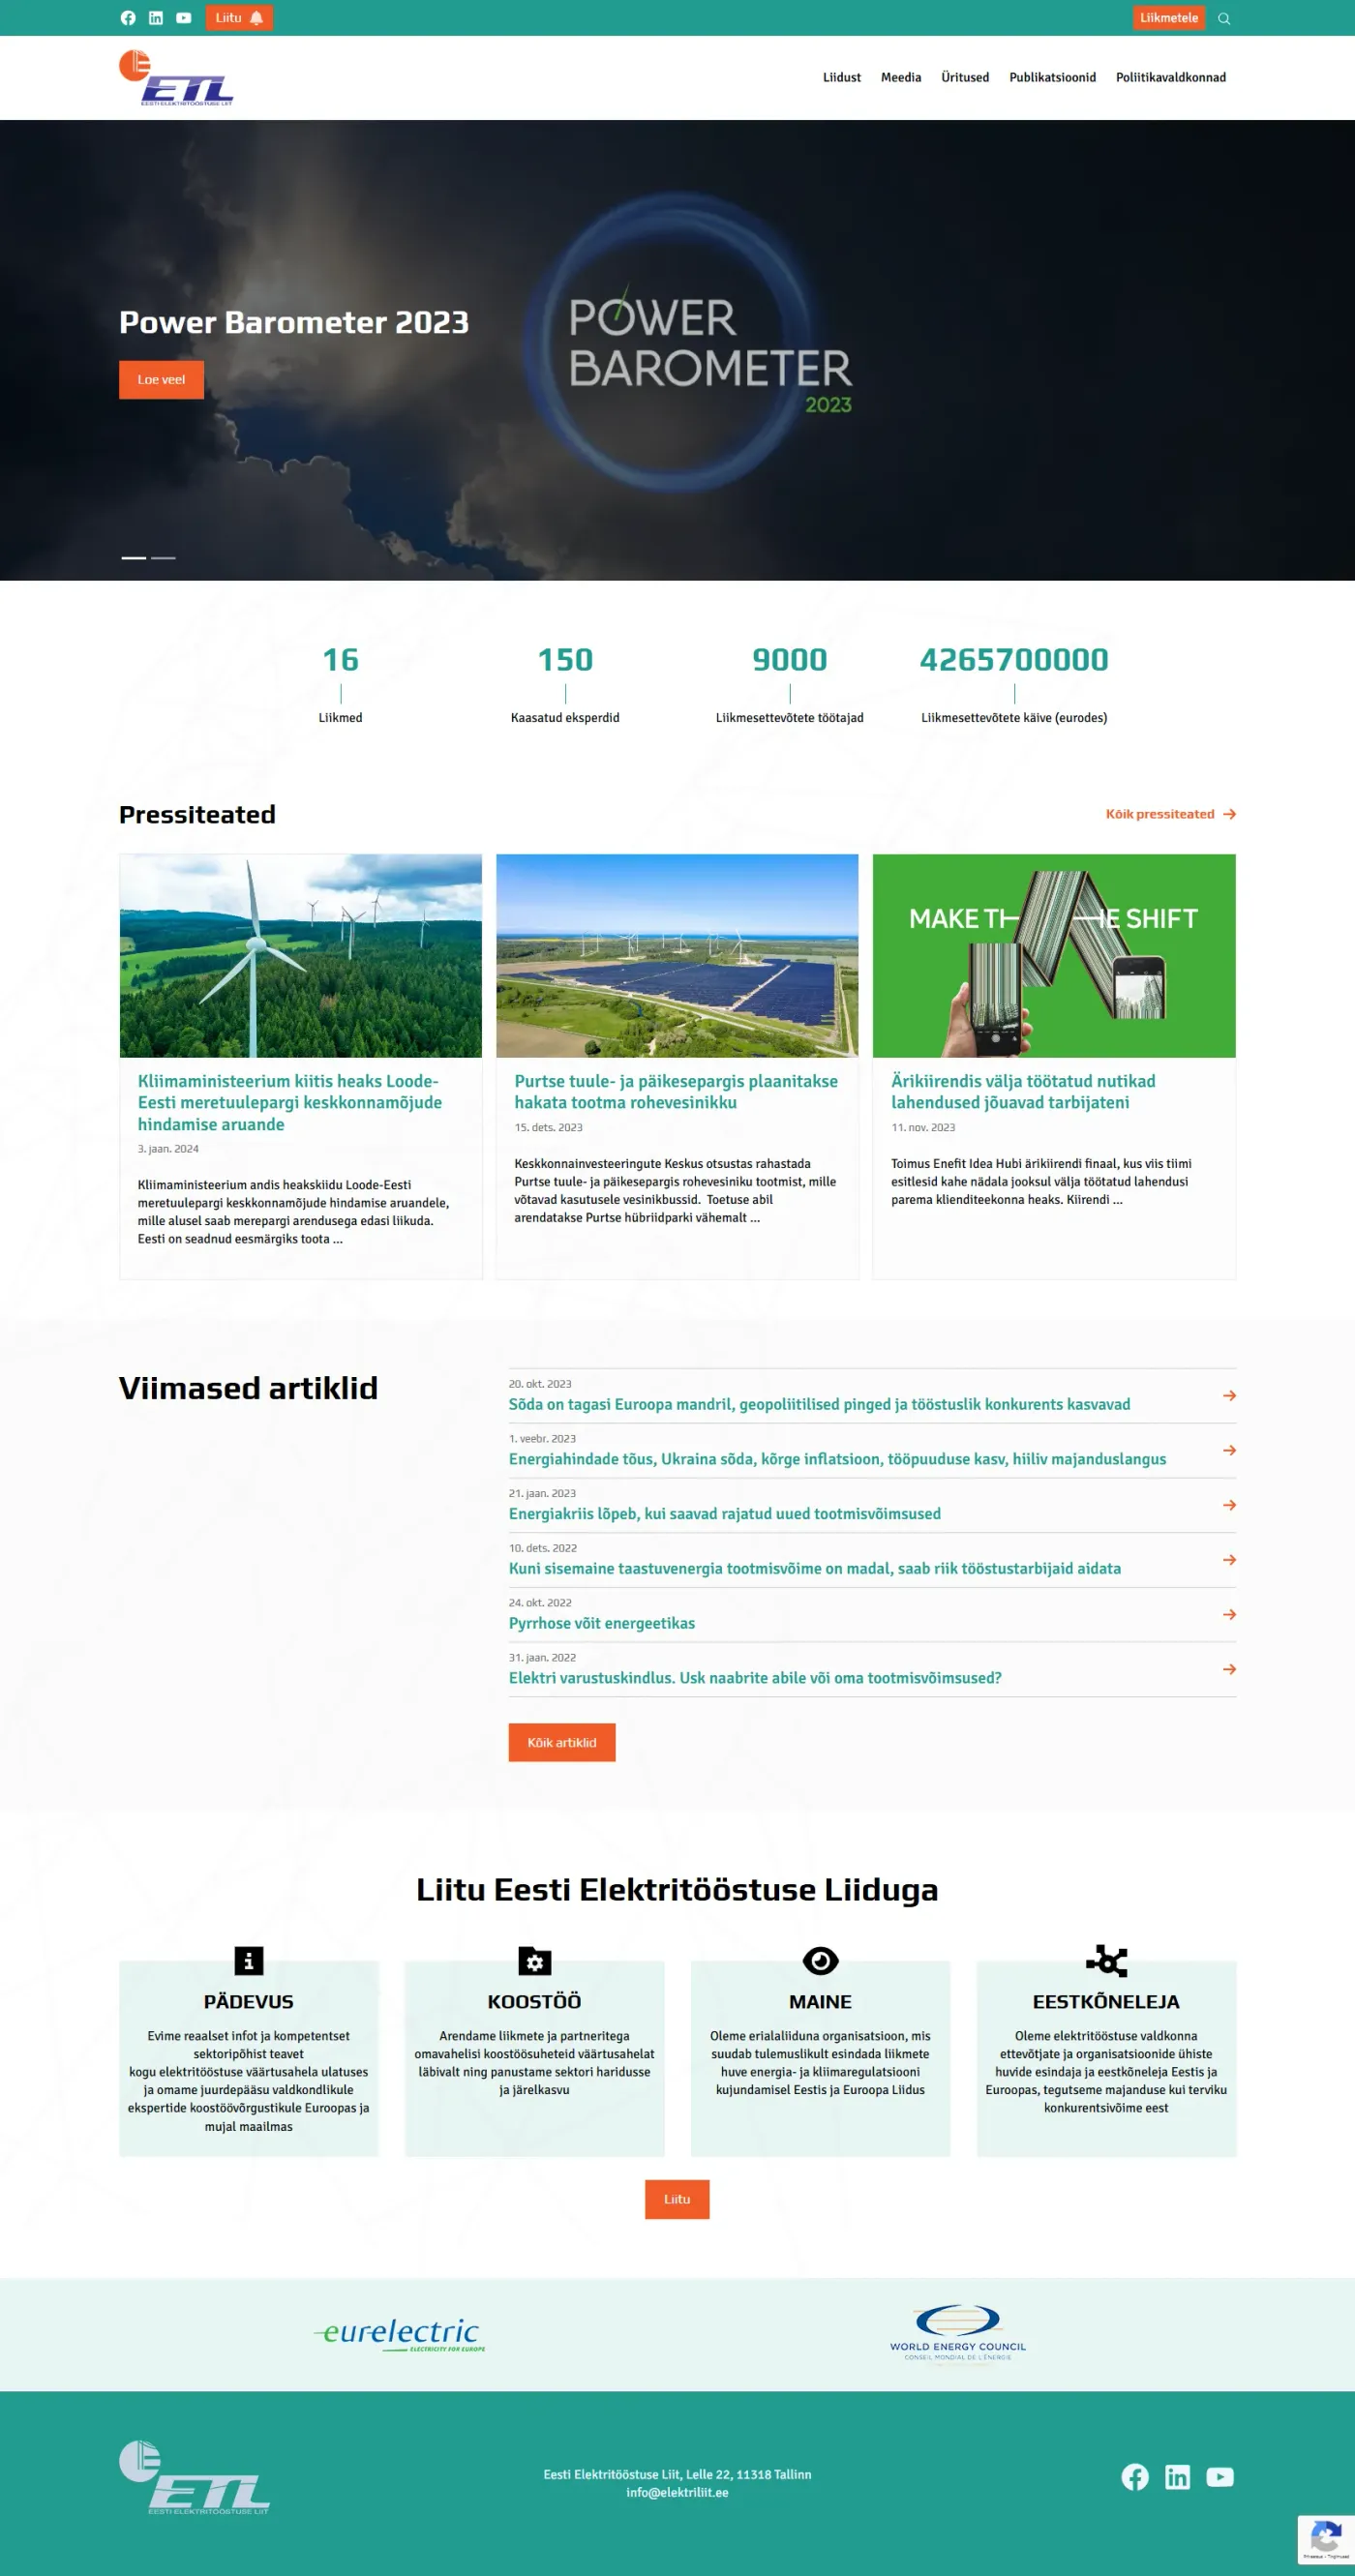 Liitu
Liikmetele
ETL
EESTI ELEKTRITÖÖSTUSE LIIT
Liidust Meedia Üritused Publikatsioonid Poliitikavaldkonnad
Power Barometer 2023
Loe veel
POWER
BAROMETER
2023
16
Liikmed
150
Kaasatud eksperdid
9000
Liikmesettevõtete töötajad
4265700000
Liikmesettevõtete käive (eurodes)
Pressiteated
Kõik pressiteated
Kliimaministeerium kiitis heaks Loode-
Eesti meretuulepargi keskkonnamõjude
hindamise aruande
3. jaan. 2024
Kliimaministeerium andis heakskiidu Loode-Eesti
meretuulepargi keskkonnamõjude hindamise aruandele,
mille alusel saab merepargi arendusega edasi liikuda.
Eesti on seadnud eesmärgiks toota ...
Purtse tuule- ja päikesepargis plaanitakse
hakata tootma rohevesinikku
15. dets. 2023
Keskkonnainvesteeringute Keskus otsustas rahastada
Purtse tuule- ja päikesepargis rohevesiniku tootmist, mille
võtavad kasutusele vesinikbussid. Toetuse abil
arendatakse Purtse hübriidparki vähemalt ...
MAKE TH HE SHIFT
Ärikiirendis välja töötatud nutikad
lahendused jõuavad tarbijateni
11. nov. 2023
Toimus Enefit Idea Hubi ärikiirendi finaal, kus viis tiimi
esitlesid kahe nädala jooksul välja töötatud lahendusi
parema klienditeekonna heaks. Kiirendi ...
Viimased artiklid
20. okt. 2023
Sõda on tagasi Euroopa mandril, geopoliitilised pinged ja tööstuslik konkurents kasvavad
1. veebr. 2023
Energiahindade tõus, Ukraina sõda, kõrge inflatsioon, tööpuuduse kasv, hiiliv majanduslangus
21. jaan. 2023
Energiakriis lõpeb, kui saavad rajatud uued tootmisvõimsused
10. dets. 2022
Kuni sisemaine taastuvenergia tootmisvõime on madal, saab riik tööstustarbijaid aidata
24. okt. 2022
Pyrrhose võit energeetikas
31. jaan. 2022
Elektri varustuskindlus. Usk naabrite abile või oma tootmisvõimsused?
Kõik artiklid
Liitu Eesti Elektritööstuse Liiduga
PÄDEVUS
Evime reaalset infot ja kompetentset
sektoripõhist teavet
kogu elektritööstuse väärtusahela ulatuses
ja omame juurdepääsu valdkondlikule
ekspertide koostöövõrgustikule Euroopas ja
mujal maailmas
KOOSTÖÖ
Arendame liikmete ja partneritega
omavahelisi koostöösuheteid väärtusahelat
läbivalt ning panustame sektori haridusse
ja järelkasvu
MAINE
Oleme erialaliiduna organisatsioon, mis
suudab tulemuslikult esindada liikmete
huve energia- ja kliimaregulatsiooni
kujundamisel Eestis ja Euroopa Liidus
EESTKÕNELEJA
Oleme elektritööstuse valdkonna
ettevõtjate ja organisatsioonide ühiste
huvide esindaja ja eestkõneleja Eestis ja
Euroopas, tegutseme majanduse kui terviku
konkurentsivõime eest
Liitu
eurelectric
ELECTRICITY FOR EUROPE
WORLD ENERGY COUNCIL
CONSEIL MONDIAL DE L'ÉNERGIE
ETL
EESTI ELEKTRITÖÖSTUSE LIIT
Eesti Elektritööstuse Liit, Lelle 22, 11318 Tallinn
info@elektriliit.ee